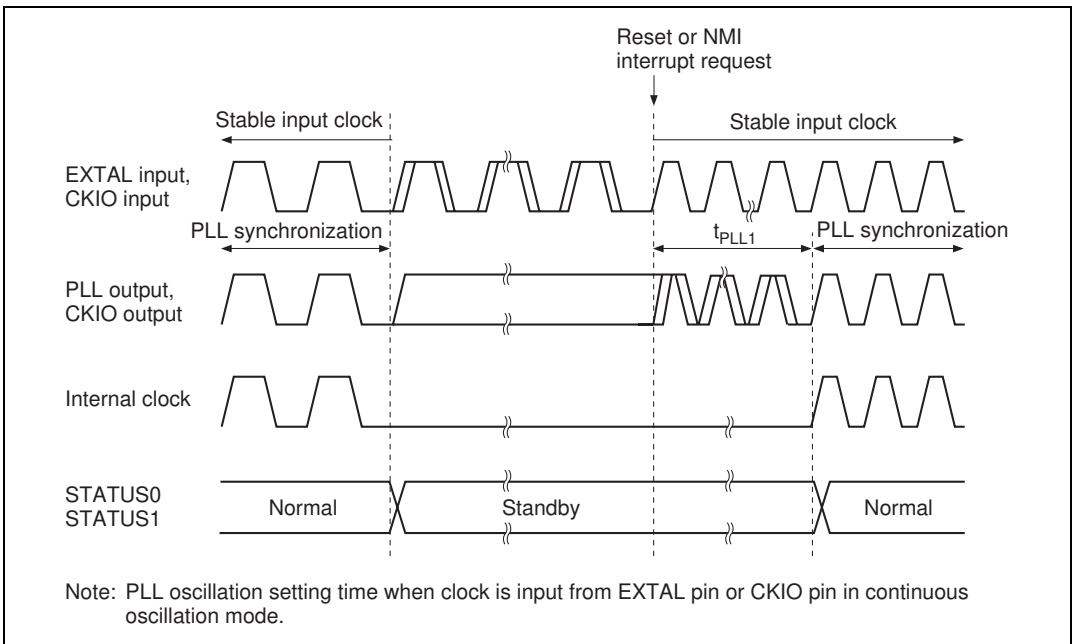 Reset or NMI
interrupt request
Stable input clock
Stable input clock
EXTAL input,
CKIO input
PLL synchronization
tPLL1
PLL synchronization
PLL output,
CKIO output
Internal clock
STATUS0
STATUS1
Normal
Standby
Normal
Note: PLL oscillation setting time when clock is input from EXTAL pin or CKIO pin in continuous
oscillation mode.